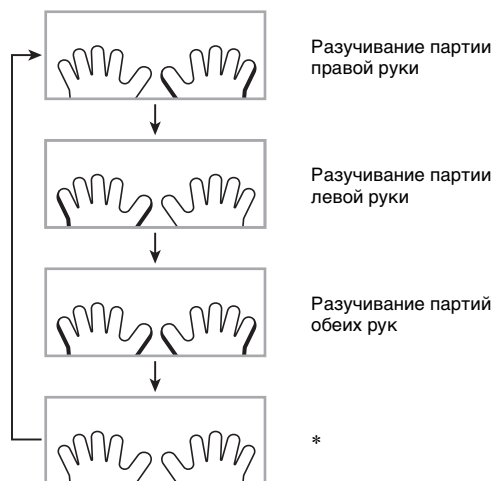 Разучивание партии
правой руки
Разучивание партии
левой руки
Разучивание партий
обеих рук
*